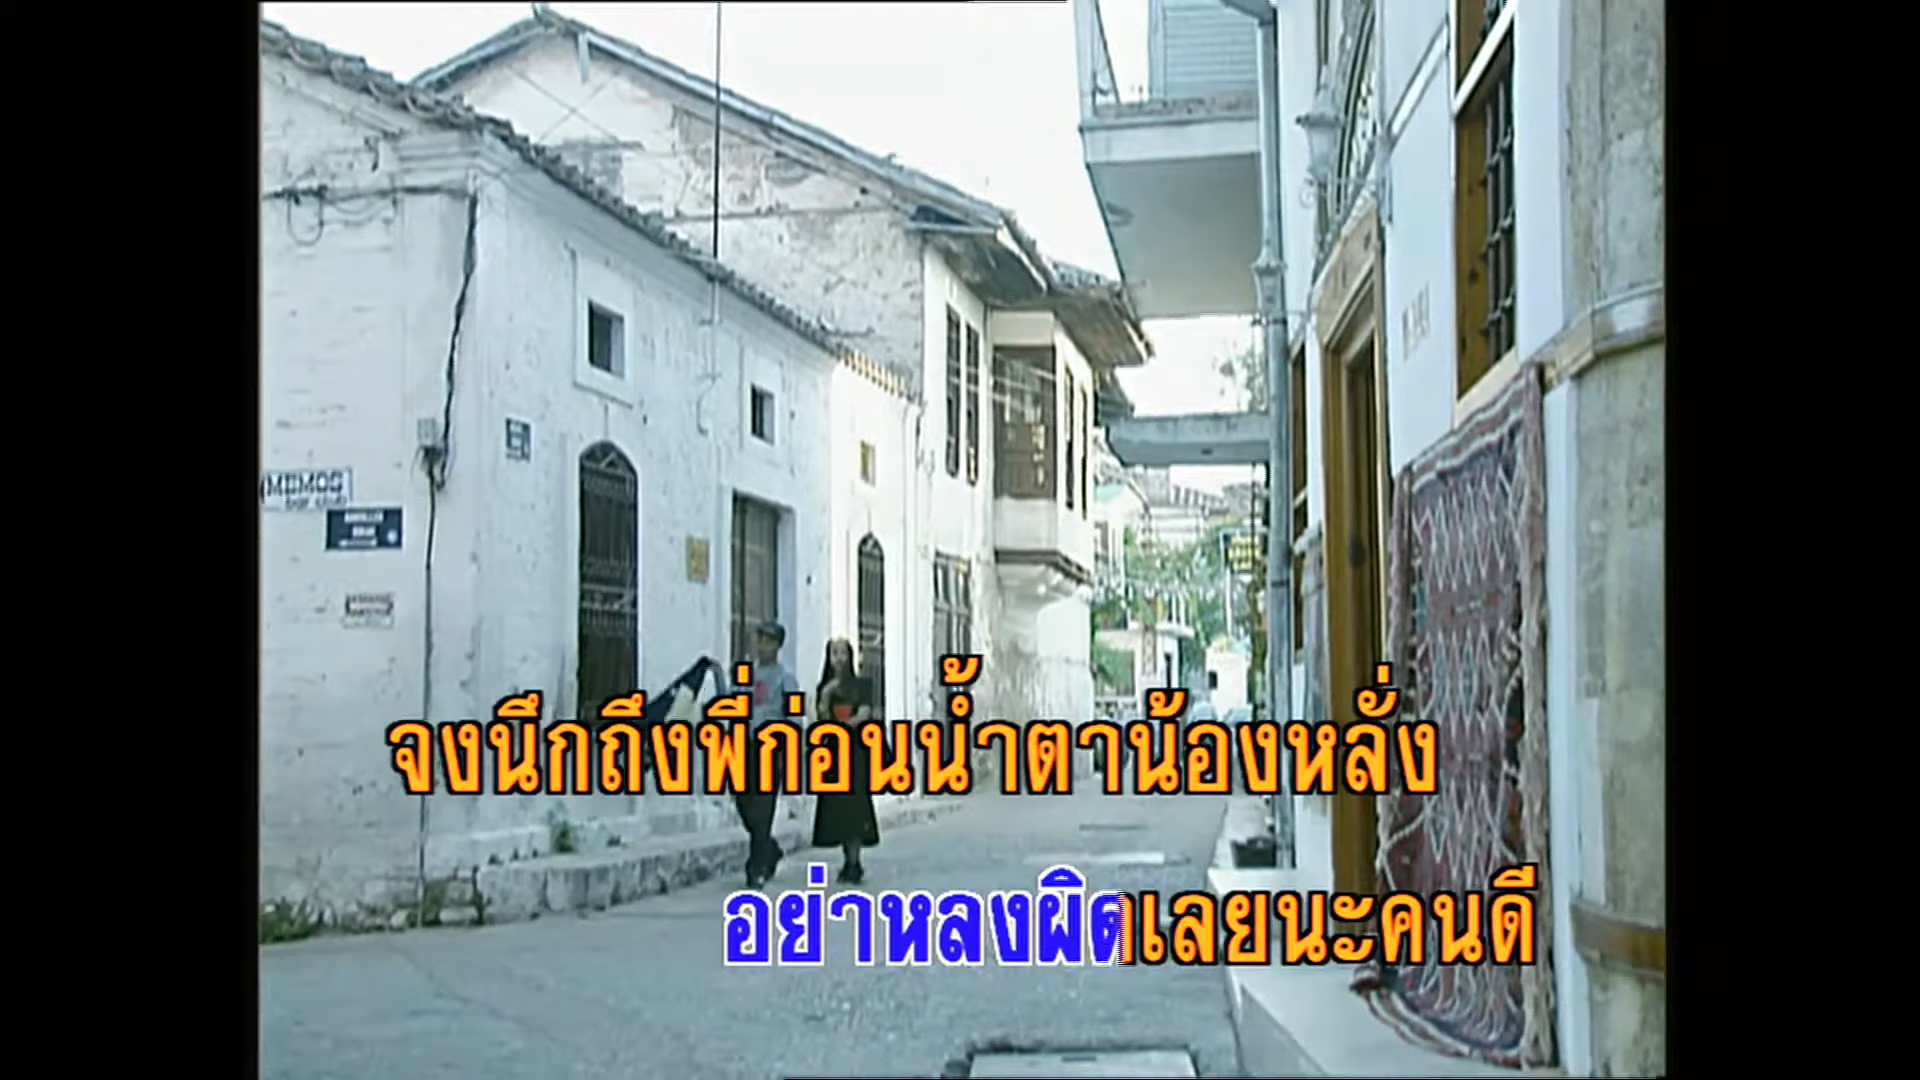 MEMOS
จงนึกถึงพี่ก่อนน้ำตาน้องหลั่ง
อย่าหลงผิดเลยนะคนดี